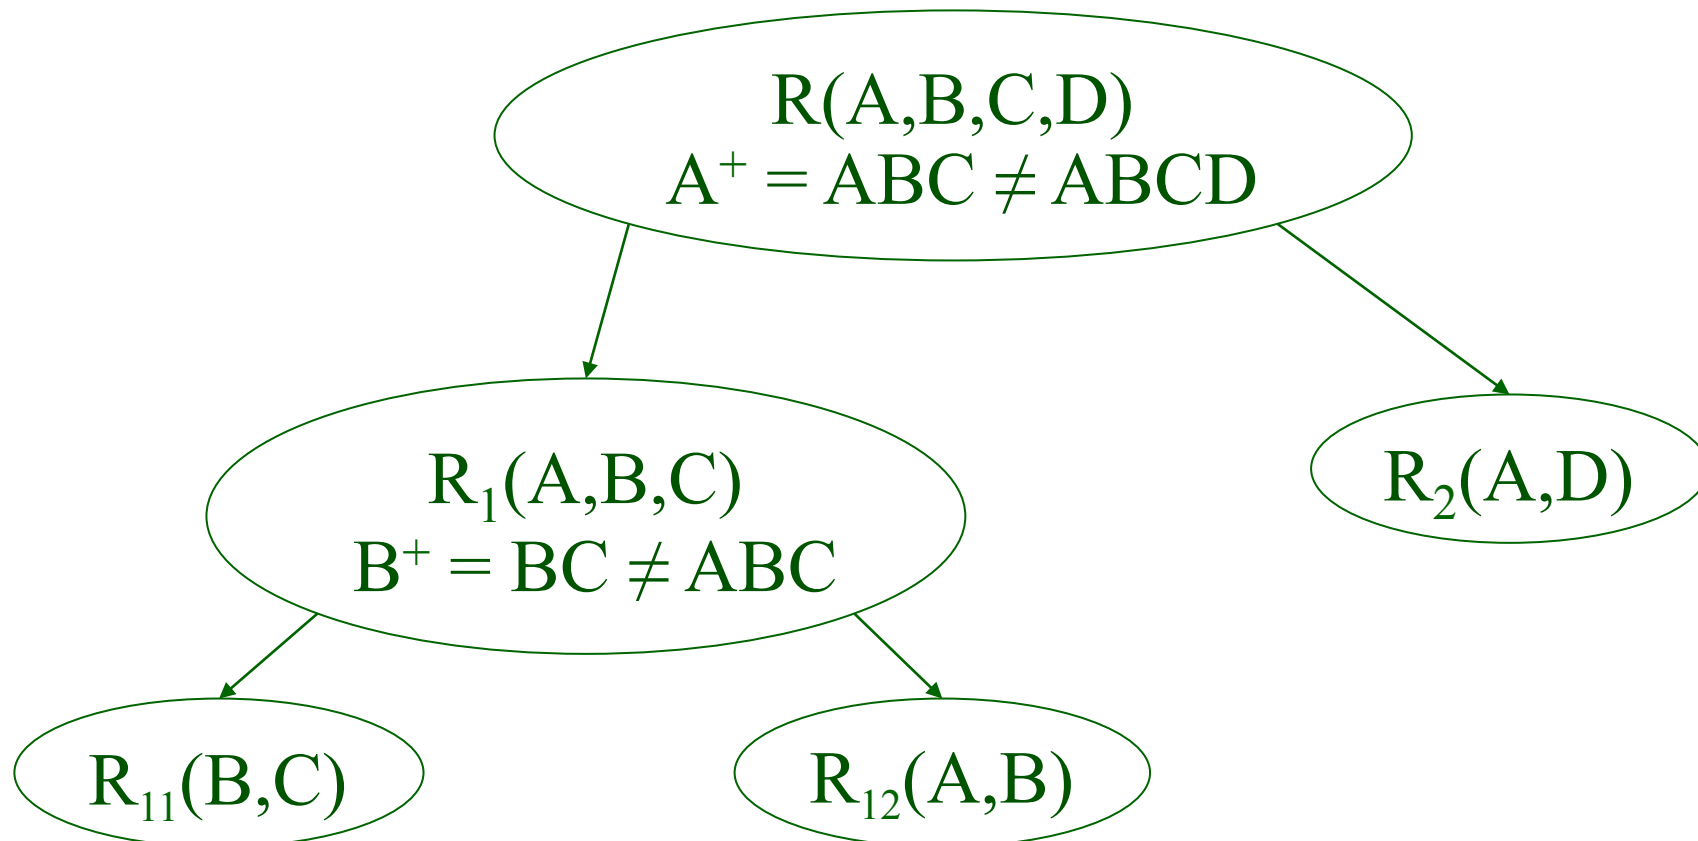 R(A,B,C,D)
A⁺ = ABC ≠ ABCD
R₁(A,B,C)
B⁺ = BC ≠ ABC
R₂(A,D)
R₁₁(B,C)
R₁₂(A,B)